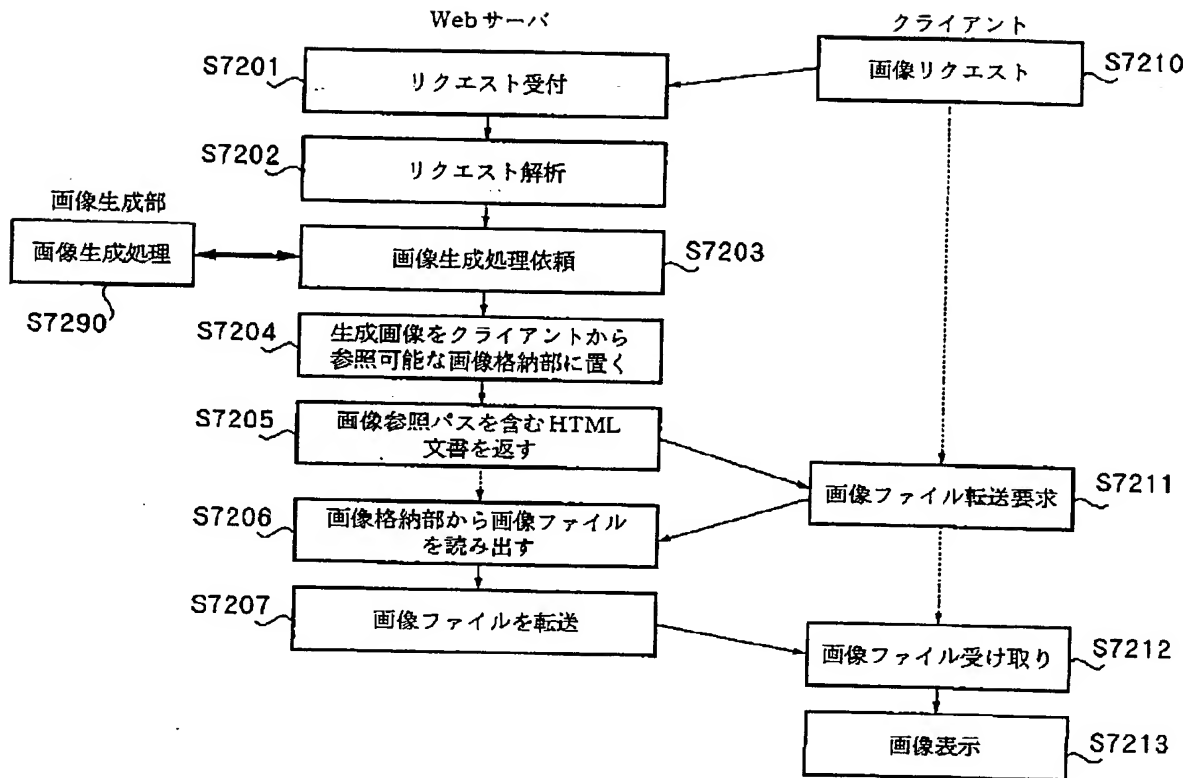 Webサーバ
クライアント
S7201
リクエスト受付
画像リクエスト
S7210
S7202
リクエスト解析
画像生成部
画像生成処理
画像生成処理依頼
S7203
S7290
S7204
生成画像をクライアントから
参照可能な画像格納部に置く
S7205
画像参照パスを含むHTML
文書を返す
画像ファイル転送要求
S7211
S7206
画像格納部から画像ファイル
を読み出す
S7207
画像ファイルを転送
画像ファイル受け取り
S7212
画像表示
S7213